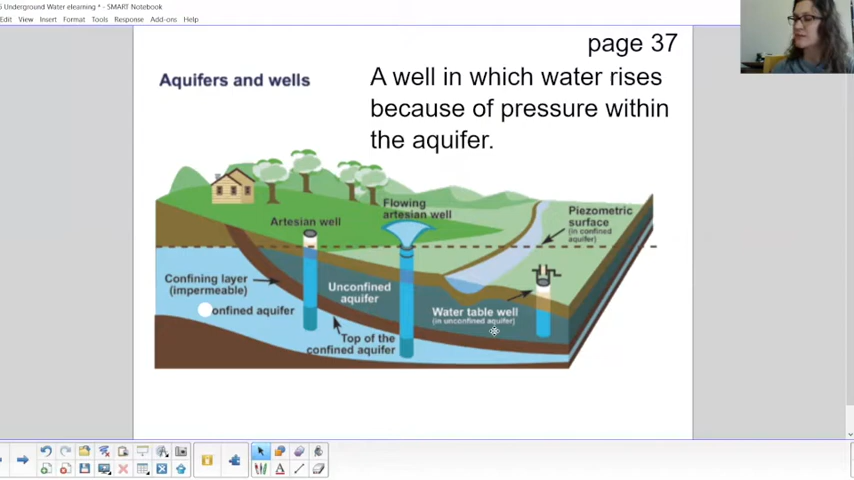 5 Underground Water elearning * - SMART Notebook
Edit View Insert Format Tools Response Add-ons Help
page 37
Aquifers and wells
A well in which water rises
because of pressure within
the aquifer.
Flowing
artesian well
Artesian well
Piezometric
surface
(in confined
aquifer)
Confining layer
(impermeable)
Unconfined
aquifer
onfined aquifer
Water table well
(in unconfined aquifer)
Top of the
confined aquifer